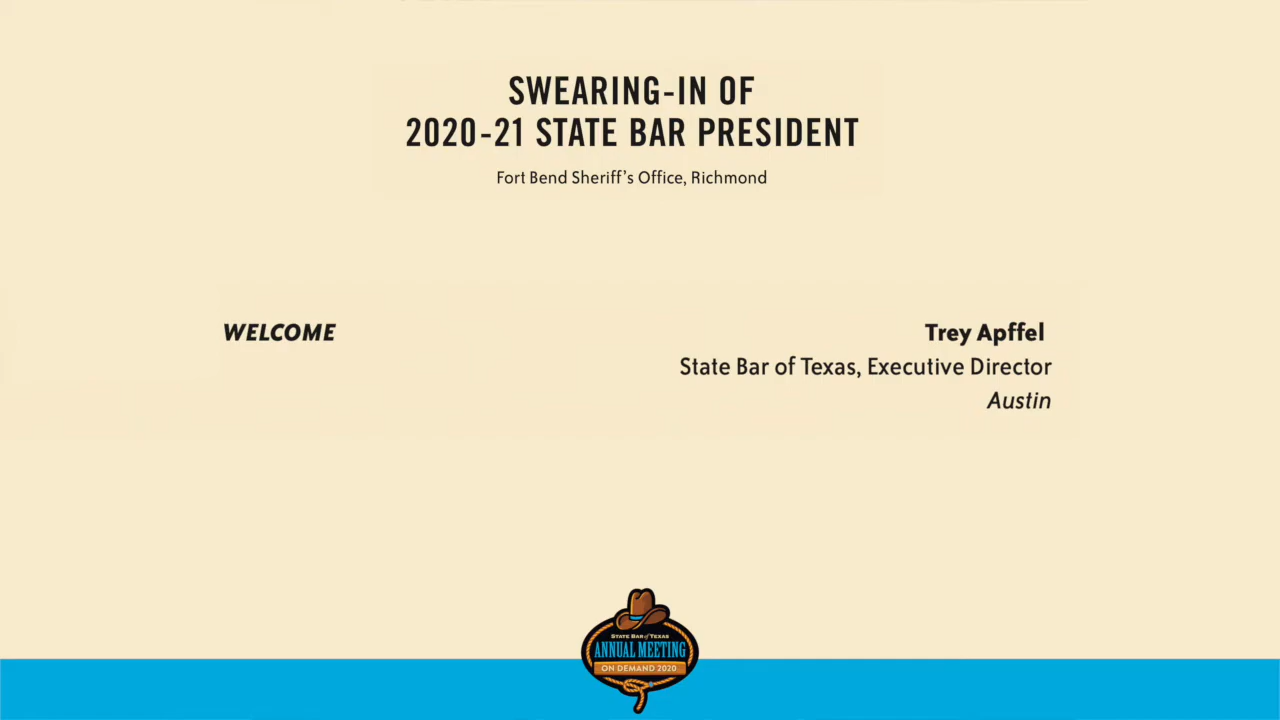 SWEARING-IN OF
2020-21 STATE BAR PRESIDENT
Fort Bend Sheriff's Office, Richmond
WELCOME
Trey Apffel
State Bar of Texas, Executive Director
Austin
STATE BAR of TEXAS
ANNUAL MEETING
ON DEMAND 2020